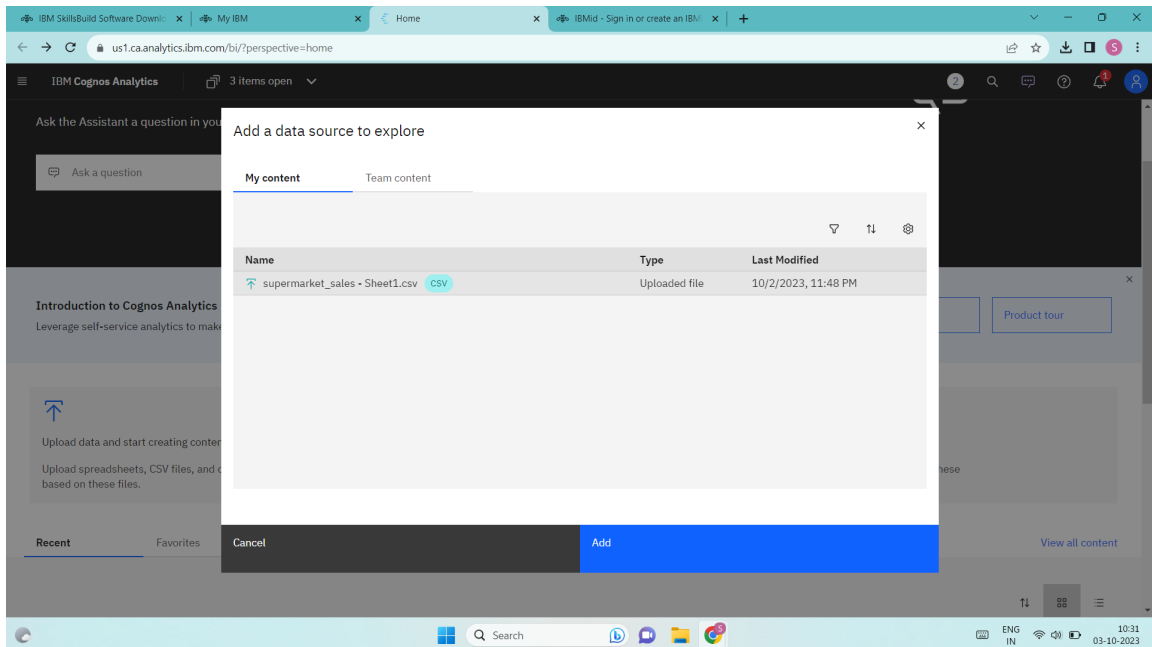 IBM SkillsBuild Software Downlo
My IBM
Home
IBMid - Sign in or create an IBM
us1.ca.analytics.ibm.com/bi/?perspective=home
S
IBM Cognos Analytics
3 items open
2
1
Ask the Assistant a question in you
Add a data source to explore
Ask a question
My content
Team content
Name
Type
Last Modified
supermarket_sales - Sheet1.csv
CSV
Uploaded file
10/2/2023, 11:48 PM
Introduction to Cognos Analytics
Leverage self-service analytics to make
Product tour
Upload data and start creating conten
Upload spreadsheets, CSV files, and o
based on these files.
hese
Recent
Favorites
Cancel
Add
View all content
Search
S
ENG
IN
10:31
03-10-2023